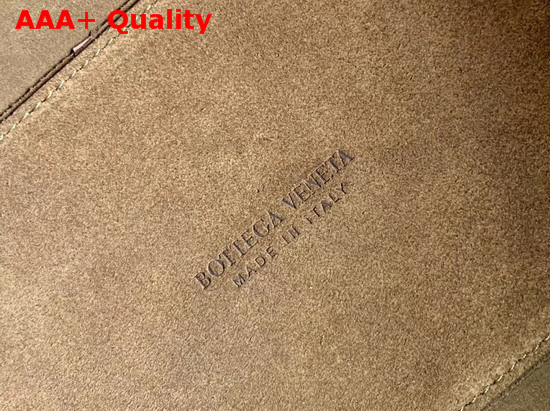 AAA+ Quality
BOTTEGA VENETA
MADE IN ITALY